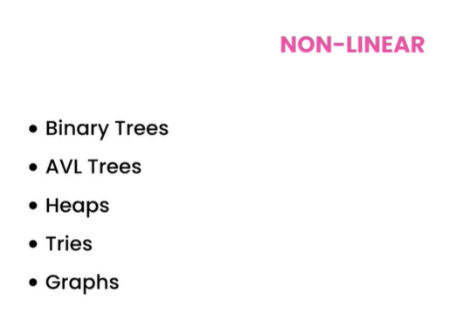 NON-LINEAR
• Binary Trees
• AVL Trees
• Heaps
• Tries
• Graphs